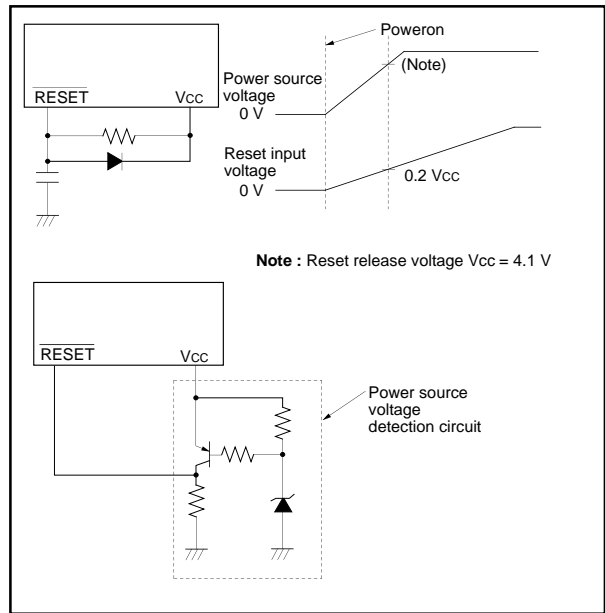 Poweron
(Note)
Power source
voltage
0 V
RESET
VCC
Reset input
voltage
0 V
0.2 VCC
Note : Reset release voltage Vcc = 4.1 V
RESET
VCC
Power source
voltage
detection circuit